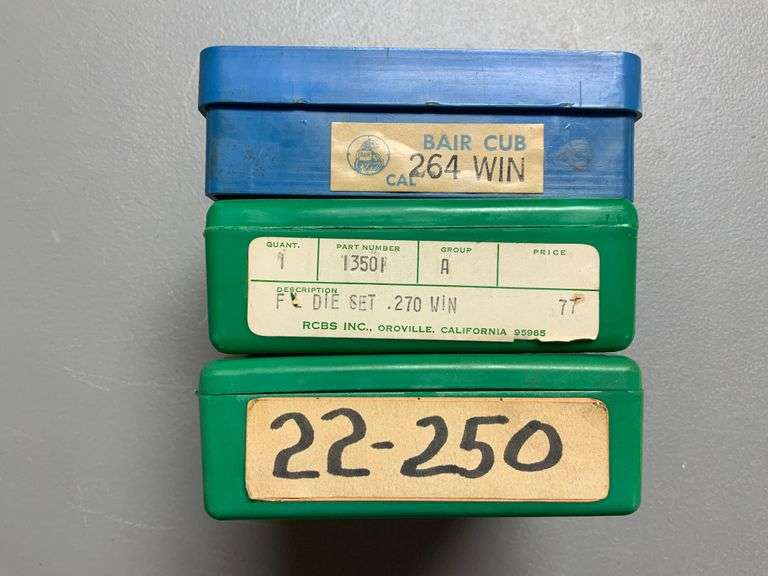 BAIR CUB
CAL 264 WIN
QUANT. PART NUMBER GROUP PRICE
1 13501 A
DESCRIPTION
FL DIE SET .270 WIN 77
RCBS INC., OROVILLE, CALIFORNIA 95965
22-250